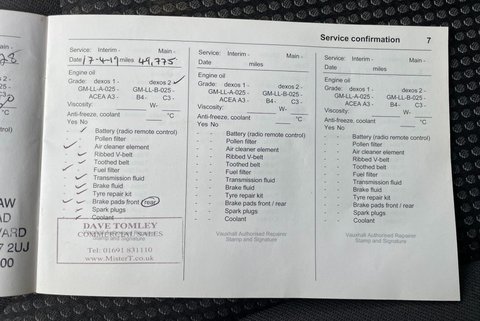 Service confirmation 7
Service: Interim - Main -
Date 17-4-19 miles 49,775
Engine oil
Grade: dexos 1 - dexos 2 - ✓
GM-LL-A-025 - GM-LL-B-025 -
ACEA A3 - B4 - C3 -
Viscosity: W-
Anti-freeze, coolant °C
Yes No
Battery (radio remote control)
Pollen filter
Air cleaner element
Ribbed V-belt
Toothed belt
Fuel filter
Transmission fluid
Brake fluid
Tyre repair kit
Brake pads front / rear
Spark plugs
Coolant
DAVE TOMLEY
COMMERCIAL SALES
Vauxhall Authorised Repairer
Stamp and Signature
Tel: 01691 831110
www.MisterT.co.uk
Service: Interim - Main -
Date miles
Engine oil
Grade: dexos 1 - dexos 2 -
GM-LL-A-025 - GM-LL-B-025 -
ACEA A3 - B4 - C3 -
Viscosity: W-
Anti-freeze, coolant °C
Yes No
- - Battery (radio remote control)
- - Pollen filter
- - Air cleaner element
- - Ribbed V-belt
- - Toothed belt
- - Fuel filter
- - Transmission fluid
- - Brake fluid
- - Tyre repair kit
- - Brake pads front / rear
- - Spark plugs
- - Coolant
Vauxhall Authorised Repairer
Stamp and Signature
Service: Interim - Main -
Date miles
Engine oil
Grade: dexos 1 - dexos 2 -
GM-LL-A-025 - GM-LL-B-025 -
ACEA A3 - B4 - C3 -
Viscosity: W-
Anti-freeze, coolant °C
Yes No
- - Battery (radio remote control)
- - Pollen filter
- - Air cleaner element
- - Ribbed V-belt
- - Toothed belt
- - Fuel filter
- - Transmission fluid
- - Brake fluid
- - Tyre repair kit
- - Brake pads front / rear
- - Spark plugs
- - Coolant
Vauxhall Authorised Repairer
Stamp and Signature